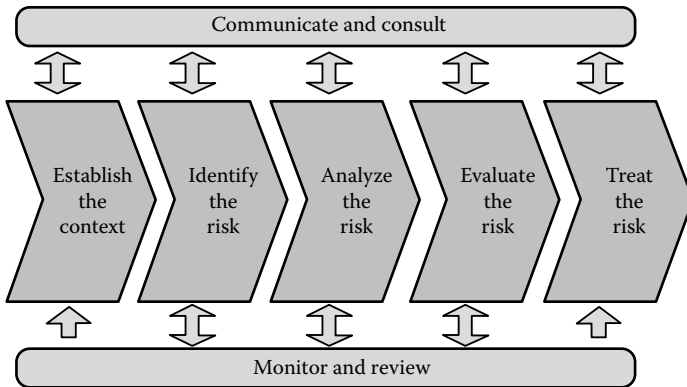 Communicate and consult
Establish
the
context
Identify
the
risk
Analyze
the
risk
Evaluate
the
risk
Treat
the
risk
Monitor and review